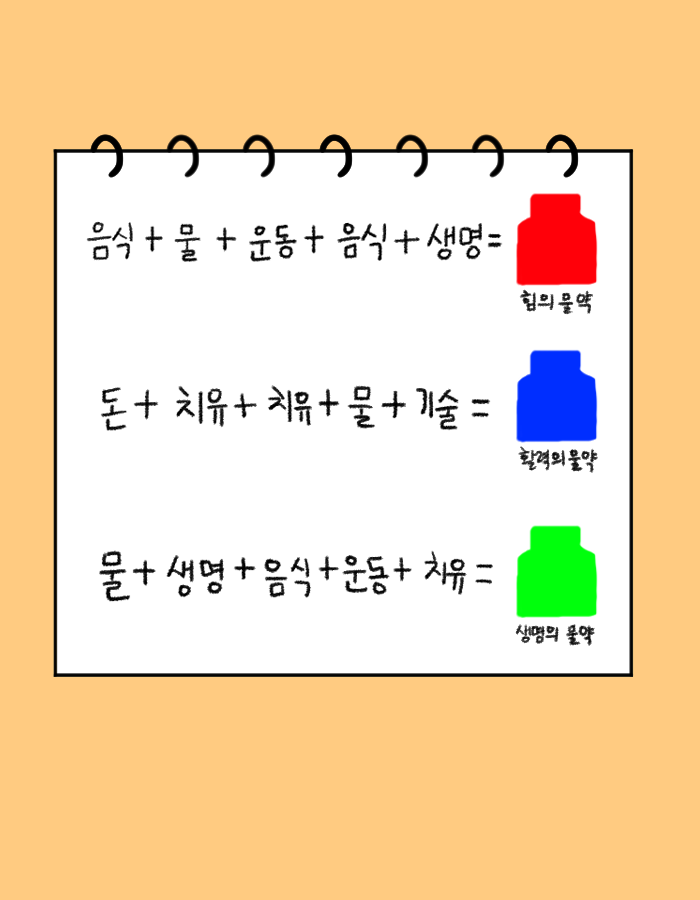 음식 + 물 + 운동 + 음식 + 생명 =
힘의 물약
돈 + 치유 + 치유 + 물 + 기술 =
활력의 물약
물 + 생명 + 음식 + 운동 + 치유 =
생명의 물약